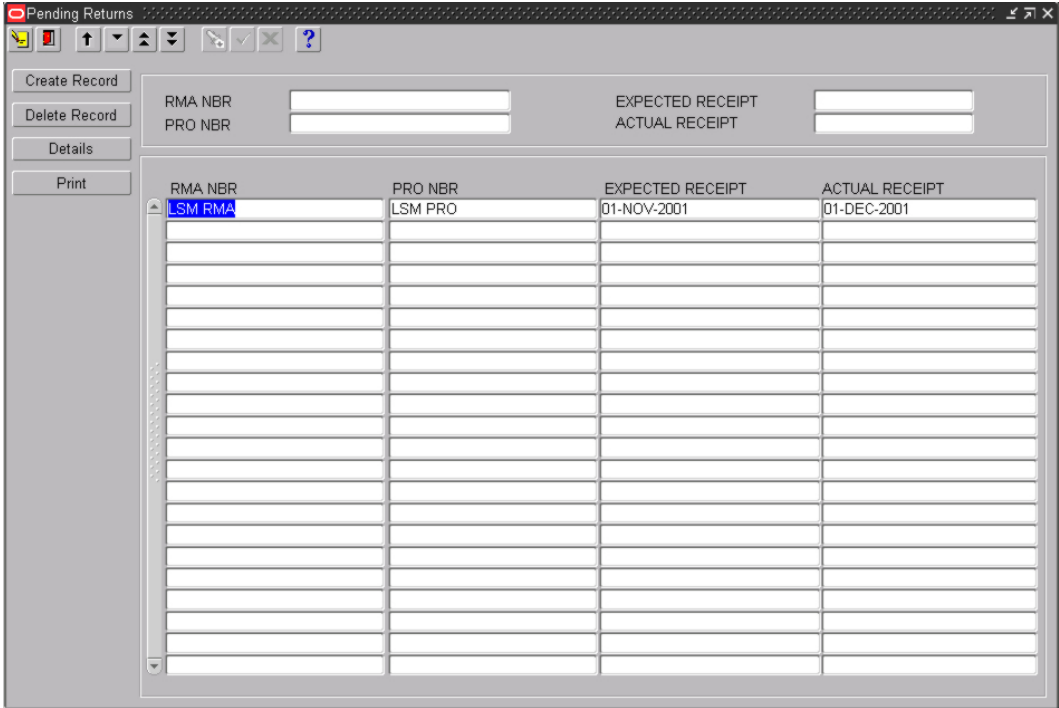 Pending Returns
?
Create Record
Delete Record
Details
Print
RMA NBR EXPECTED RECEIPT
PRO NBR ACTUAL RECEIPT
RMA NBR PRO NBR EXPECTED RECEIPT ACTUAL RECEIPT
LSM RMA LSM PRO 01-NOV-2001 01-DEC-2001